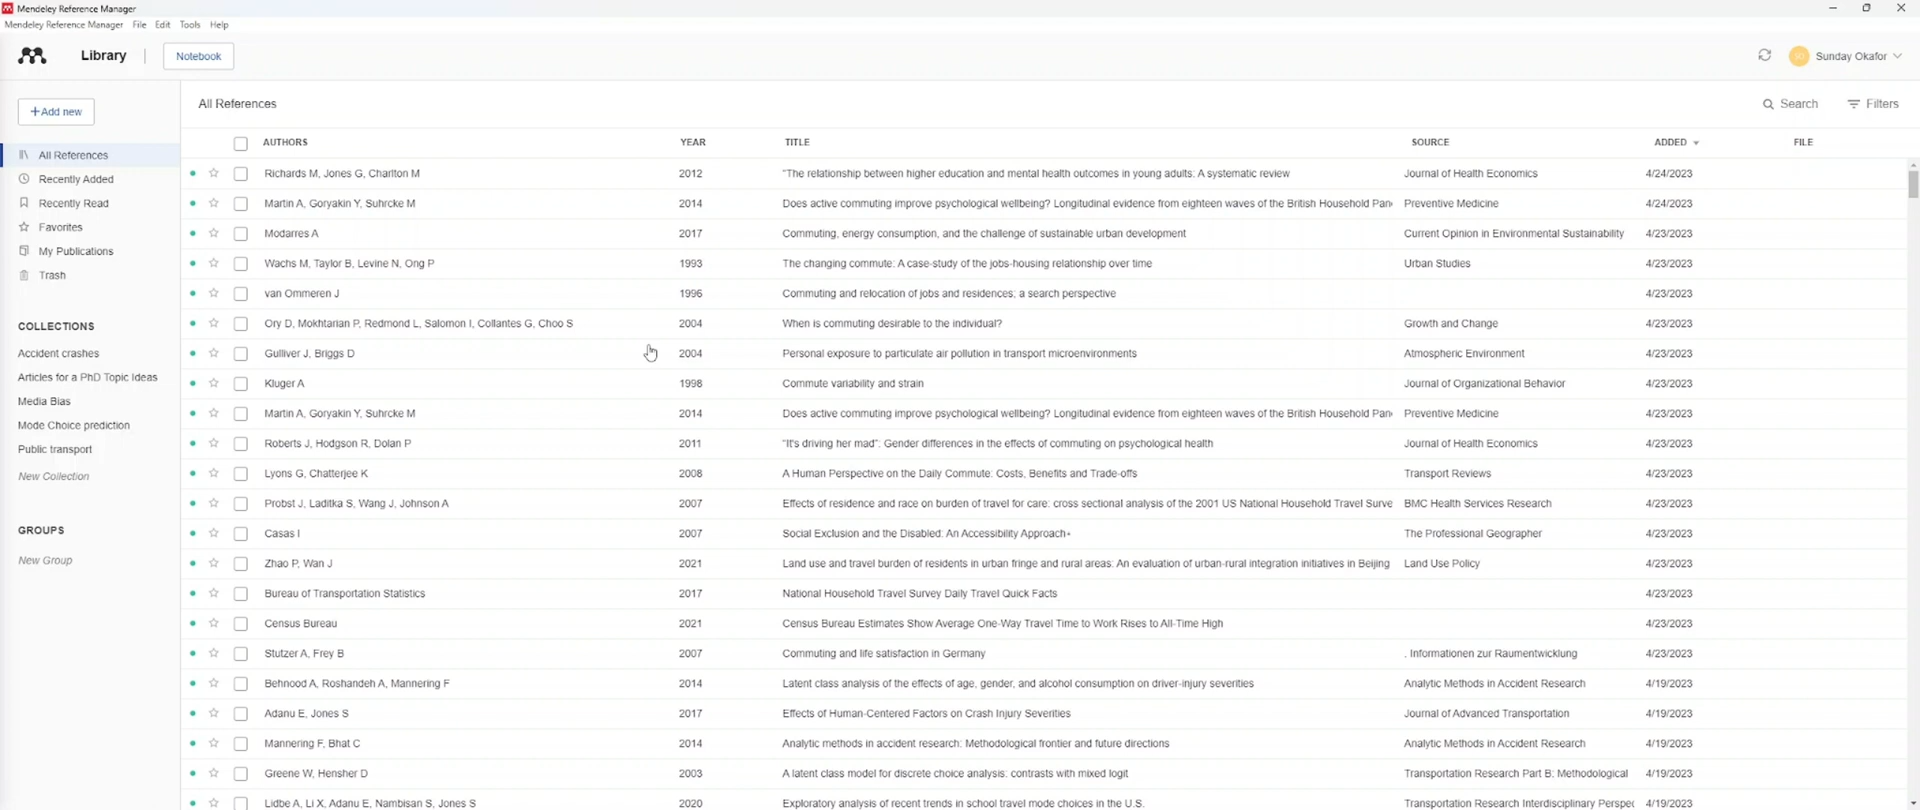 Mendeley Reference Manager
Mendeley Reference Manager File Edit Tools Help
Library Notebook Sunday Okafor
+Add new
All References
Recently Added
Recently Read
Favorites
My Publications
Trash
COLLECTIONS
Accident crashes
Articles for a PhD Topic Ideas
Media Bias
Mode Choice prediction
Public transport
New Collection
GROUPS
New Group
All References Search Filters
AUTHORS YEAR TITLE SOURCE ADDED FILE
Richards M, Jones G, Charlton M 2012 "The relationship between higher education and mental health outcomes in young adults: A systematic review Journal of Health Economics 4/24/2023
Martin A, Goryakin Y, Suhrcke M 2014 Does active commuting improve psychological wellbeing? Longitudinal evidence from eighteen waves of the British Household Pan Preventive Medicine 4/24/2023
Modarres A 2017 Commuting, energy consumption, and the challenge of sustainable urban development Current Opinion in Environmental Sustainability 4/23/2023
Wachs M, Taylor B, Levine N, Ong P 1993 The changing commute: A case-study of the jobs-housing relationship over time Urban Studies 4/23/2023
van Ommeren J 1996 Commuting and relocation of jobs and residences; a search perspective 4/23/2023
Ory D, Mokhtarian P, Redmond L, Salomon I, Collantes G, Choo S 2004 When is commuting desirable to the individual? Growth and Change 4/23/2023
Gulliver J, Briggs D 2004 Personal exposure to particulate air pollution in transport microenvironments Atmospheric Environment 4/23/2023
Kluger A 1998 Commute variability and strain Journal of Organizational Behavior 4/23/2023
Martin A, Goryakin Y, Suhrcke M 2014 Does active commuting improve psychological wellbeing? Longitudinal evidence from eighteen waves of the British Household Pan Preventive Medicine 4/23/2023
Roberts J, Hodgson R, Dolan P 2011 "It's driving her mad": Gender differences in the effects of commuting on psychological health Journal of Health Economics 4/23/2023
Lyons G, Chatterjee K 2008 A Human Perspective on the Daily Commute: Costs, Benefits and Trade-offs Transport Reviews 4/23/2023
Probst J, Laditka S, Wang J, Johnson A 2007 Effects of residence and race on burden of travel for care: cross sectional analysis of the 2001 US National Household Travel Surve BMC Health Services Research 4/23/2023
Casas I 2007 Social Exclusion and the Disabled: An Accessibility Approach∗ The Professional Geographer 4/23/2023
Zhao P, Wan J 2021 Land use and travel burden of residents in urban fringe and rural areas: An evaluation of urban-rural integration initiatives in Beijing Land Use Policy 4/23/2023
Bureau of Transportation Statistics 2017 National Household Travel Survey Daily Travel Quick Facts 4/23/2023
Census Bureau 2021 Census Bureau Estimates Show Average One-Way Travel Time to Work Rises to All-Time High 4/23/2023
Stutzer A, Frey B 2007 Commuting and life satisfaction in Germany . Informationen zur Raumentwicklung 4/23/2023
Behnood A, Roshandeh A, Mannering F 2014 Latent class analysis of the effects of age, gender, and alcohol consumption on driver-injury severities Analytic Methods in Accident Research 4/19/2023
Adanu E, Jones S 2017 Effects of Human-Centered Factors on Crash Injury Severities Journal of Advanced Transportation 4/19/2023
Mannering F, Bhat C 2014 Analytic methods in accident research: Methodological frontier and future directions Analytic Methods in Accident Research 4/19/2023
Greene W, Hensher D 2003 A latent class model for discrete choice analysis: contrasts with mixed logit Transportation Research Part B: Methodological 4/19/2023
Lidbe A, Li X, Adanu E, Nambisan S, Jones S 2020 Exploratory analysis of recent trends in school travel mode choices in the U.S. Transportation Research Interdisciplinary Perspec 4/19/2023